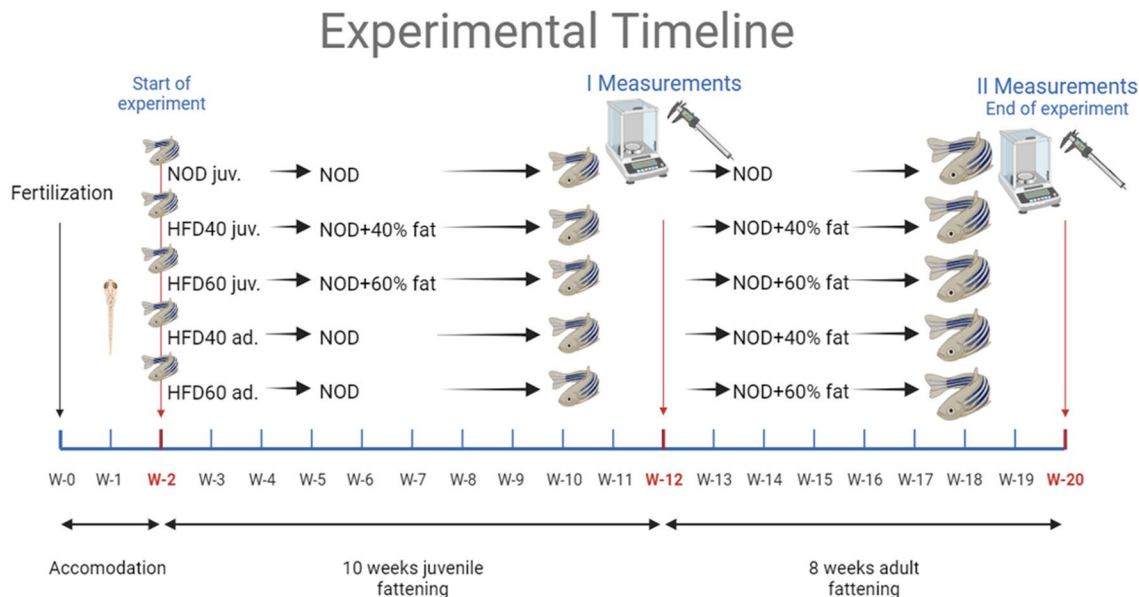 Experimental Timeline
Start of
experiment
I Measurements
II Measurements
End of experiment
Fertilization
NOD juv. NOD NOD
HFD40 juv. NOD+40% fat NOD+40% fat
HFD60 juv. NOD+60% fat NOD+60% fat
HFD40 ad. NOD NOD+40% fat
HFD60 ad. NOD NOD+60% fat
W-0 W-1 W-2 W-3 W-4 W-5 W-6 W-7 W-8 W-9 W-10 W-11 W-12 W-13 W-14 W-15 W-16 W-17 W-18 W-19 W-20
Accomodation
10 weeks juvenile
fattening
8 weeks adult
fattening